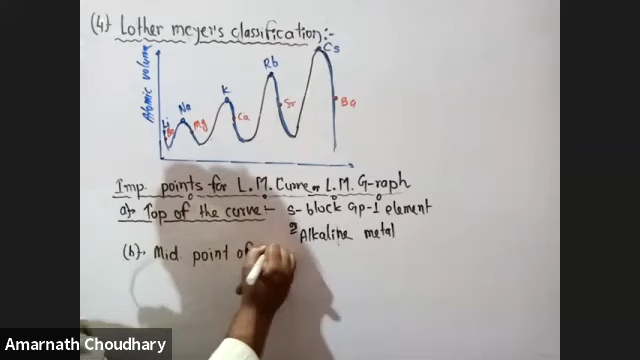 (4) Lother meyer's classification:-
Atomic volume
Li Be Na Mg K Ca Rb Sr Cs Ba
Imp. points for L.M. Curve or L.M. Graph
a)→ Top of the curve:- s-block Gp-1 element
Alkaline metal
(b)→ Mid. point of
Amarnath Choudhary